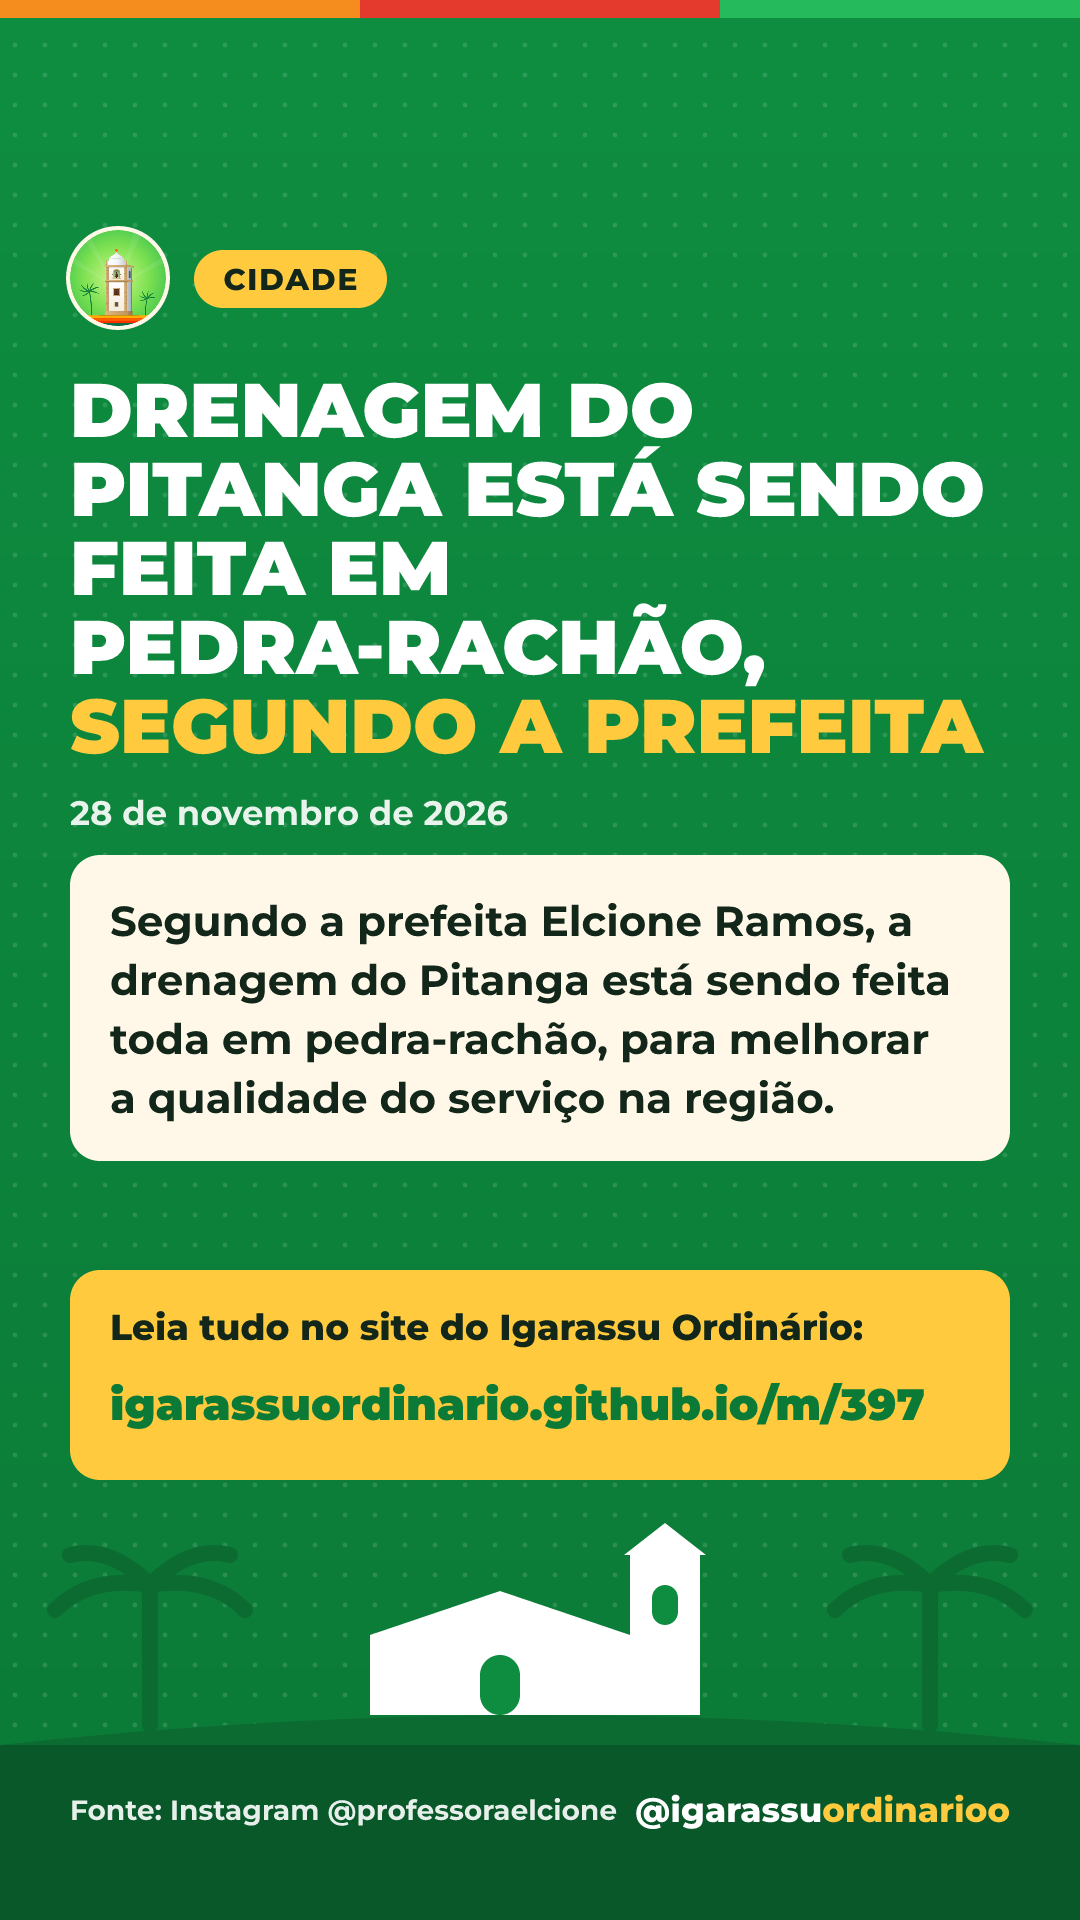 CIDADE
DRENAGEM DO
PITANGA ESTÁ SENDO
FEITA EM
PEDRA-RACHÃO,
SEGUNDO A PREFEITA
28 de novembro de 2026
Segundo a prefeita Elcione Ramos, a
drenagem do Pitanga está sendo feita
toda em pedra-rachão, para melhorar
a qualidade do serviço na região.
Leia tudo no site do Igarassu Ordinário:
igarassuordinario.github.io/m/397
Fonte: Instagram @professoraelcione @igarassuordinarioo